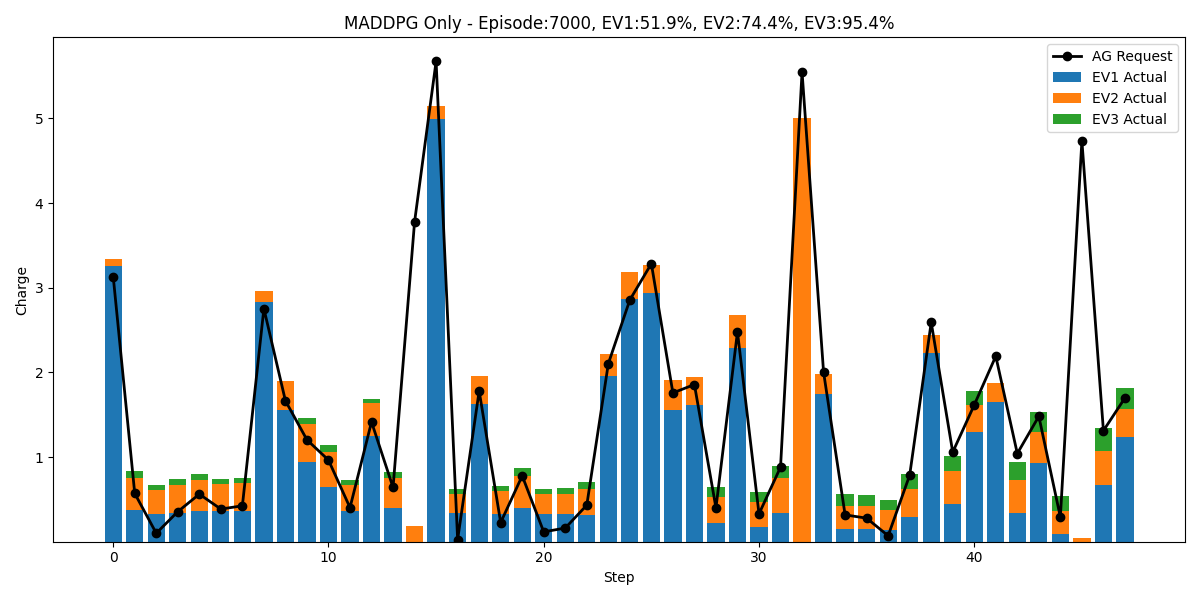 MADDPG Only - Episode:7000, EV1:51.9%, EV2:74.4%, EV3:95.4%
AG Request
EV1 Actual
EV2 Actual
EV3 Actual
Charge
5
4
3
2
1
0 10 20 30 40
Step